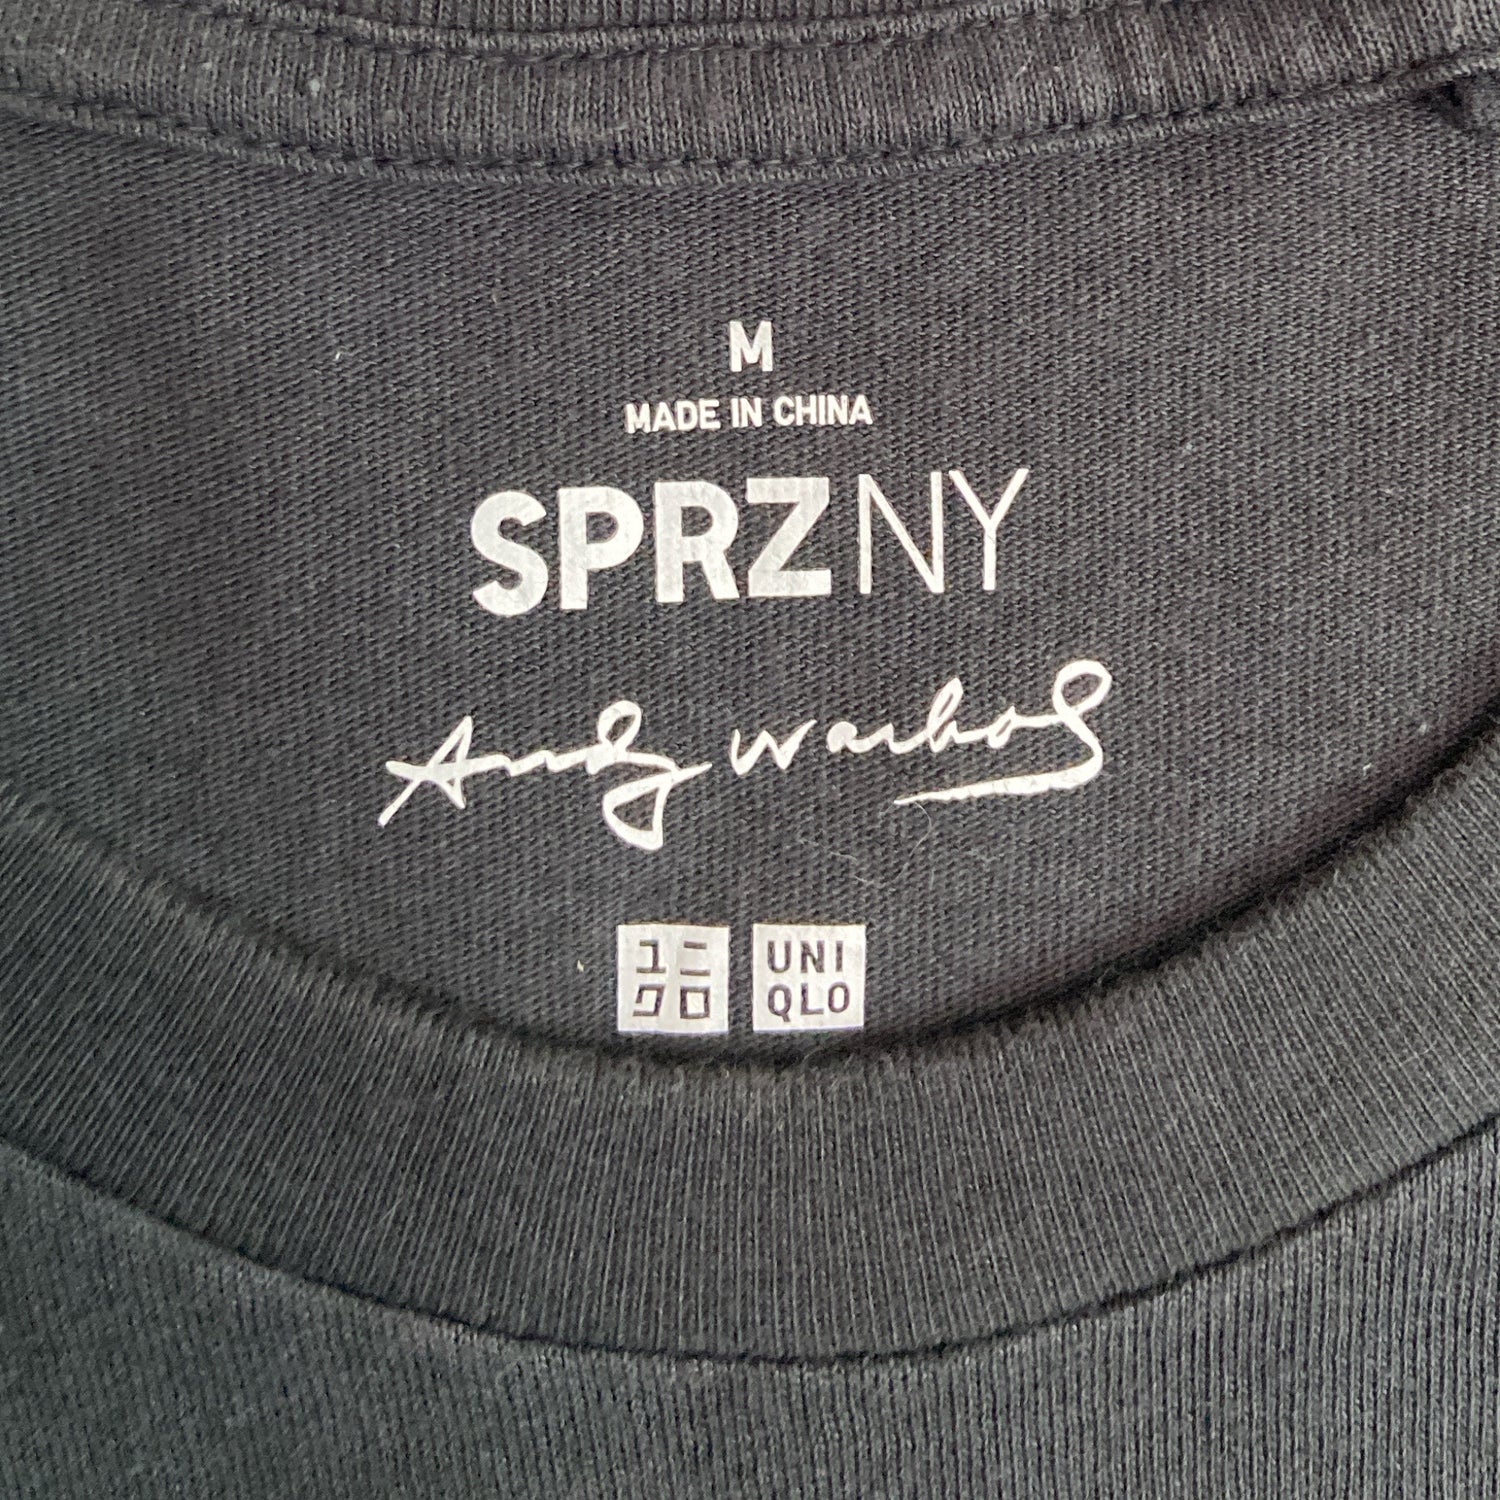 M
MADE IN CHINA
SPRZNY
Andy Warhol
ユニ
クロ
UNI
QLO